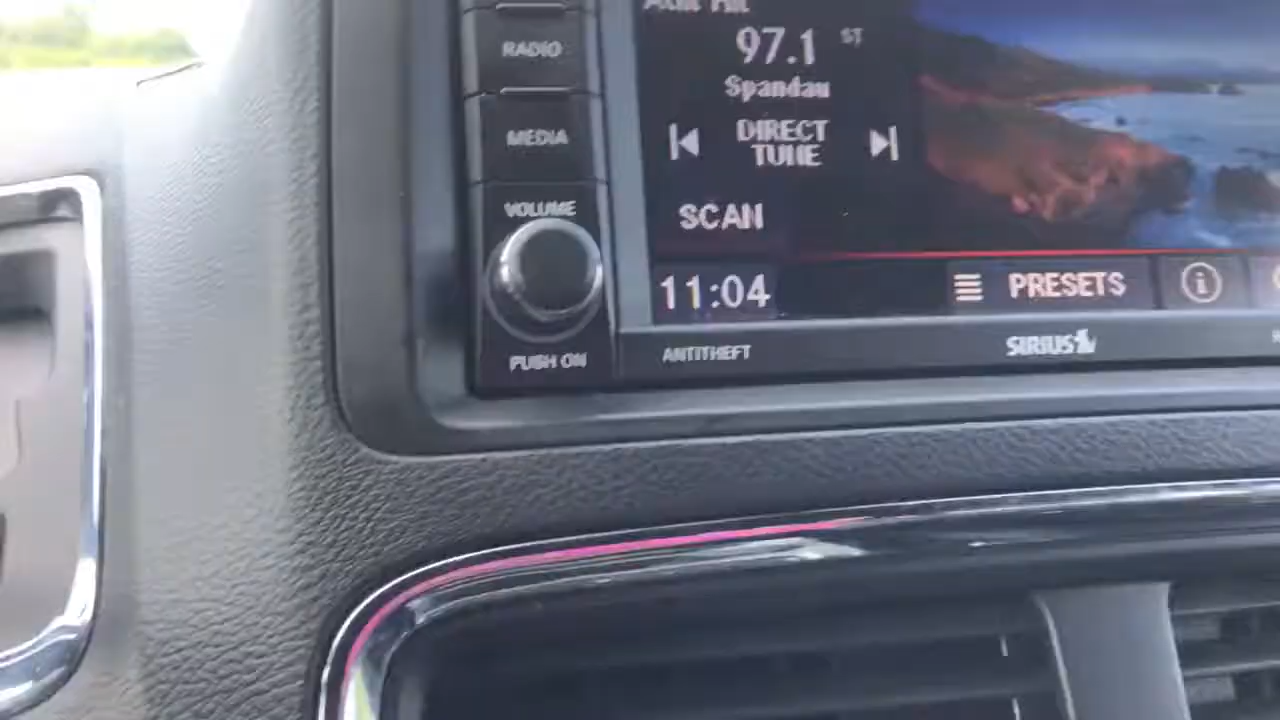 RADIO
MEDIA
VOLUME
PUSH ON
97.1 ST
Spandau
DIRECT
TUNE
SCAN
11:04
PRESETS
ANTITHEFT
SIRIUS